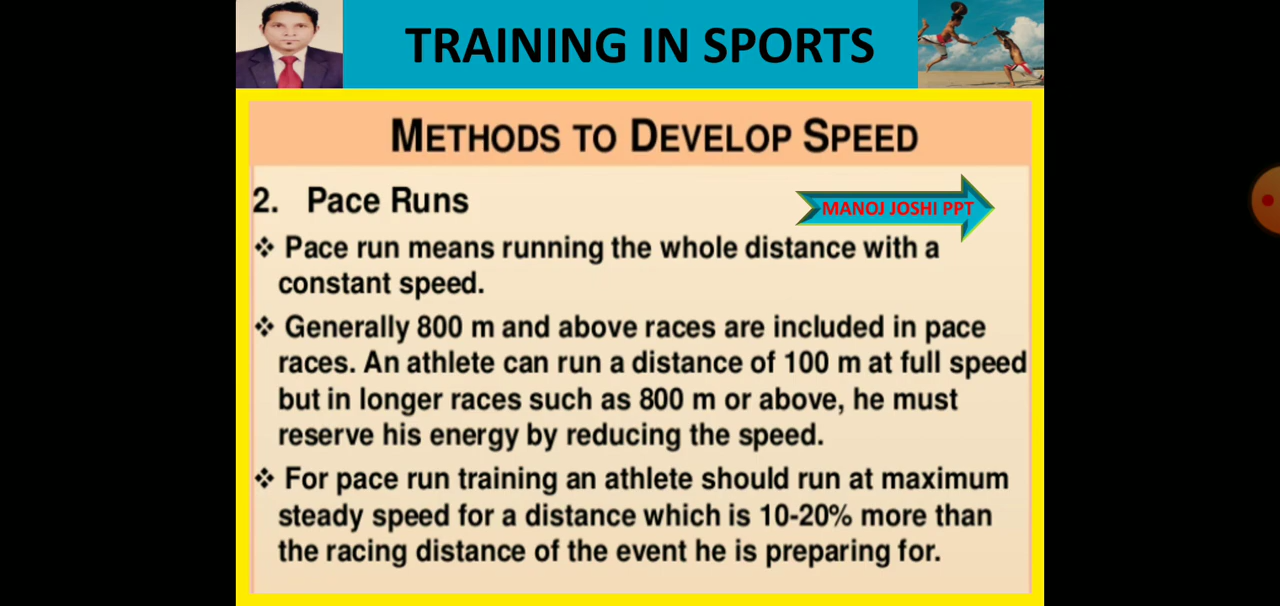 TRAINING IN SPORTS
METHODS TO DEVELOP SPEED
2. Pace Runs
MANOJ JOSHI PPT
❖ Pace run means running the whole distance with a
constant speed.
❖ Generally 800 m and above races are included in pace
races. An athlete can run a distance of 100 m at full speed
but in longer races such as 800 m or above, he must
reserve his energy by reducing the speed.
❖ For pace run training an athlete should run at maximum
steady speed for a distance which is 10-20% more than
the racing distance of the event he is preparing for.